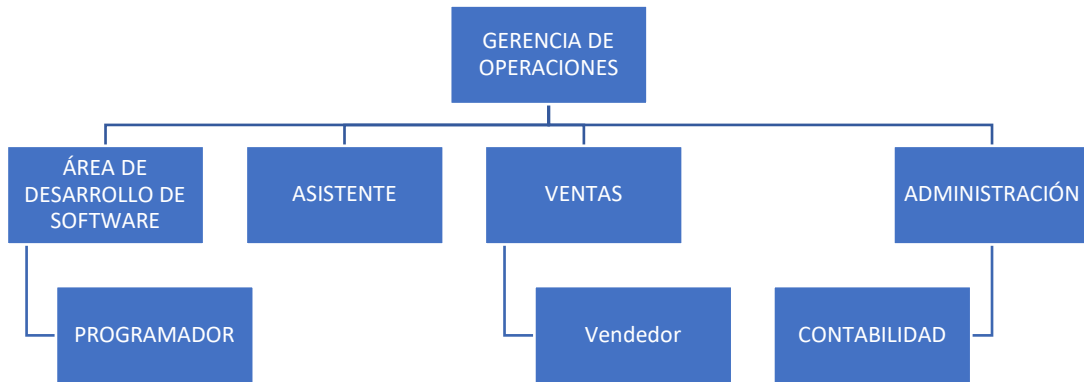 GERENCIA DE
OPERACIONES
ÁREA DE
DESARROLLO DE
SOFTWARE
ASISTENTE
VENTAS
ADMINISTRACIÓN
PROGRAMADOR
Vendedor
CONTABILIDAD